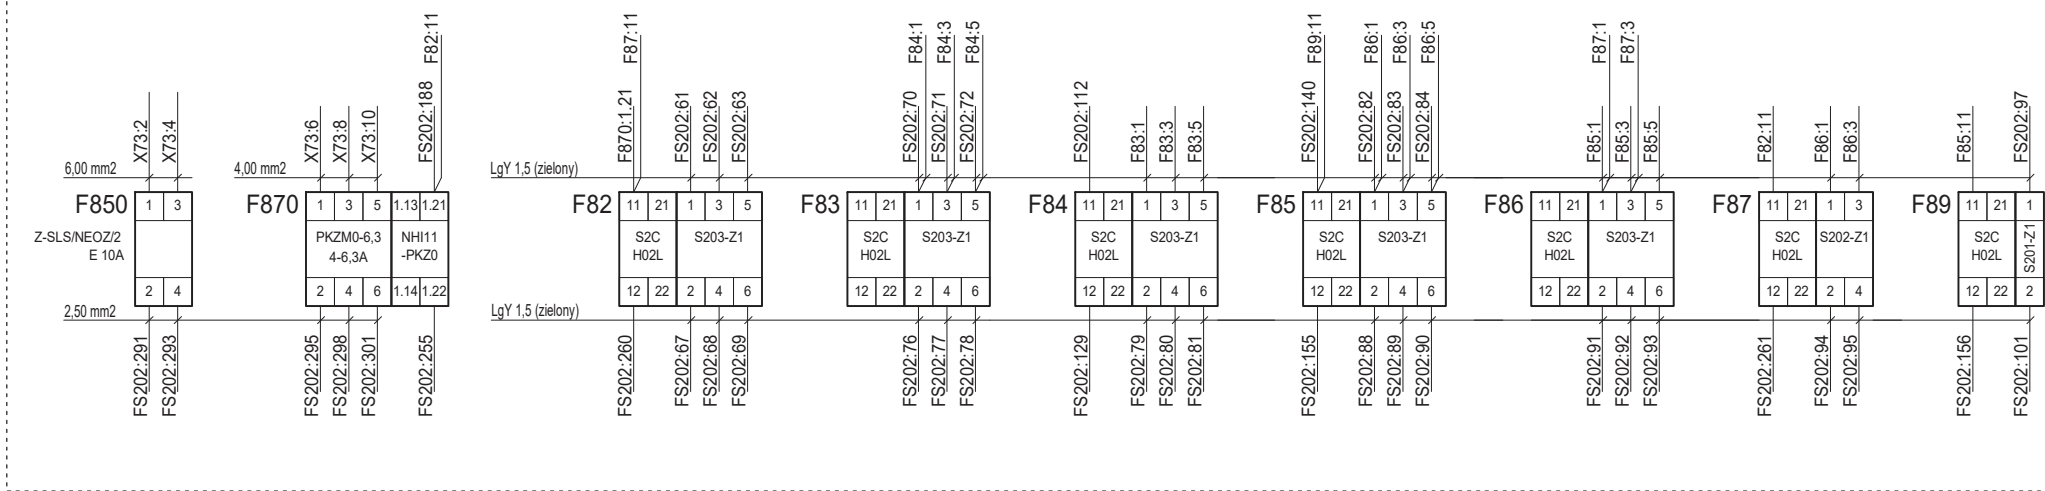 F82:11
F87:11
F84:1
F84:3
F84:5
F89:11
F86:1
F86:3
F86:5
F87:1
F87:3
X73:2
X73:4
X73:6
X73:8
X73:10
FS202:188
F870:1.21
FS202:61
FS202:62
FS202:63
FS202:70
FS202:71
FS202:72
FS202:112
F83:1
F83:3
F83:5
FS202:140
FS202:82
FS202:83
FS202:84
F85:1
F85:3
F85:5
F82:11
F86:1
F86:3
F85:11
FS202:97
6,00 mm2
4,00 mm2
LgY 1,5 (zielony)
F850 1 3
Z-SLS/NEOZ/2
E 10A
2 4
F870 1 3 5 1.13 1.21
PKZM0-6,3
4-6,3A
NHI11
-PKZ0
2 4 6 1.14 1.22
F82 11 21 1 3 5
S2C
H02L
S203-Z1
12 22 2 4 6
F83 11 21 1 3 5
S2C
H02L
S203-Z1
12 22 2 4 6
F84 11 21 1 3 5
S2C
H02L
S203-Z1
12 22 2 4 6
F85 11 21 1 3 5
S2C
H02L
S203-Z1
12 22 2 4 6
F86 11 21 1 3 5
S2C
H02L
S203-Z1
12 22 2 4 6
F87 11 21 1 3
S2C
H02L
S202-Z1
12 22 2 4
F89 11 21 1
S2C
H02L
S201-Z1
12 22 2
2,50 mm2
LgY 1,5 (zielony)
FS202:291
FS202:293
FS202:295
FS202:298
FS202:301
FS202:255
FS202:260
FS202:67
FS202:68
FS202:69
FS202:76
FS202:77
FS202:78
FS202:129
FS202:79
FS202:80
FS202:81
FS202:155
FS202:88
FS202:89
FS202:90
FS202:91
FS202:92
FS202:93
FS202:261
FS202:94
FS202:95
FS202:156
FS202:101